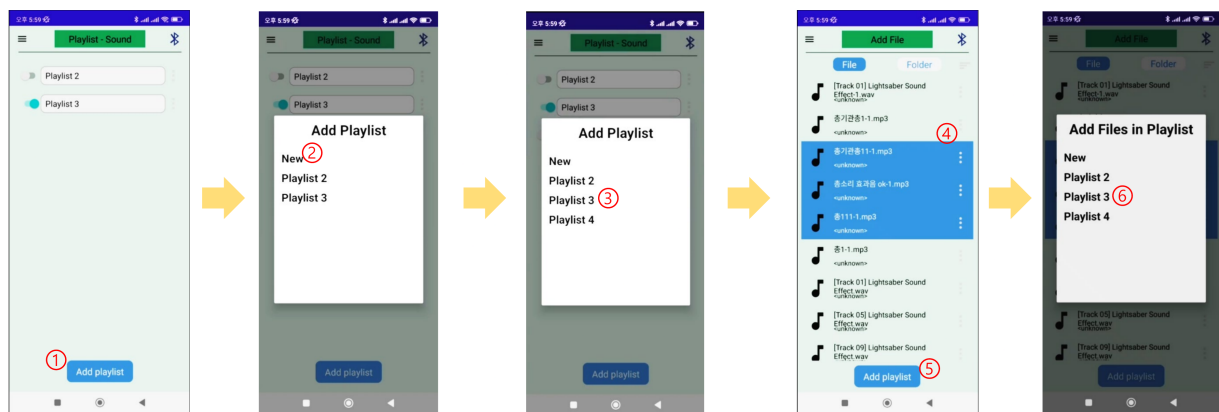 오후 5:59
Playlist - Sound
Playlist 2
Playlist 3
①
Add playlist
오후 5:59
Playlist - Sound
Playlist 2
Add Playlist
New
②
Playlist 2
Playlist 3
Add playlist
오후 5:59
Playlist - Sound
Playlist 2
Playlist 3
Add Playlist
New
Playlist 2
Playlist 3
③
Playlist 4
Add playlist
오후 5:59
Add File
File
Folder
[Track 01] Lightsaber Sound
Effect-1.wav
<unknown>
총기관총1-1.mp3
<unknown>
④
총기관총11-1.mp3
<unknown>
총소리 효과음 ok-1.mp3
<unknown>
총111-1.mp3
<unknown>
총1-1.mp3
<unknown>
[Track 01] Lightsaber Sound
Effect.wav
<unknown>
[Track 05] Lightsaber Sound
Effect.wav
<unknown>
[Track 09] Lightsaber Sound
Effect.wav
⑤
Add playlist
오후 5:59
Add File
File
Folder
[Track 01] Lightsaber Sound
Effect-1.wav
<unknown>
Add Files in Playlist
New
Playlist 2
Playlist 3
⑥
Playlist 4
[Track 05] Lightsaber Sound
Effect.wav
<unknown>
[Track 09] Lightsaber Sound
Effect.wav
Add playlist